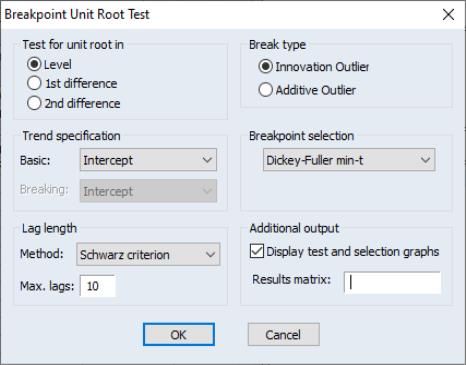 Breakpoint Unit Root Test
Test for unit root in
Level
1st difference
2nd difference
Break type
Innovation Outlier
Additive Outlier
Trend specification
Basic: Intercept
Breaking: Intercept
Breakpoint selection
Dickey-Fuller min-t
Lag length
Method: Schwarz criterion
Max. lags: 10
Additional output
Display test and selection graphs
Results matrix:
OK
Cancel